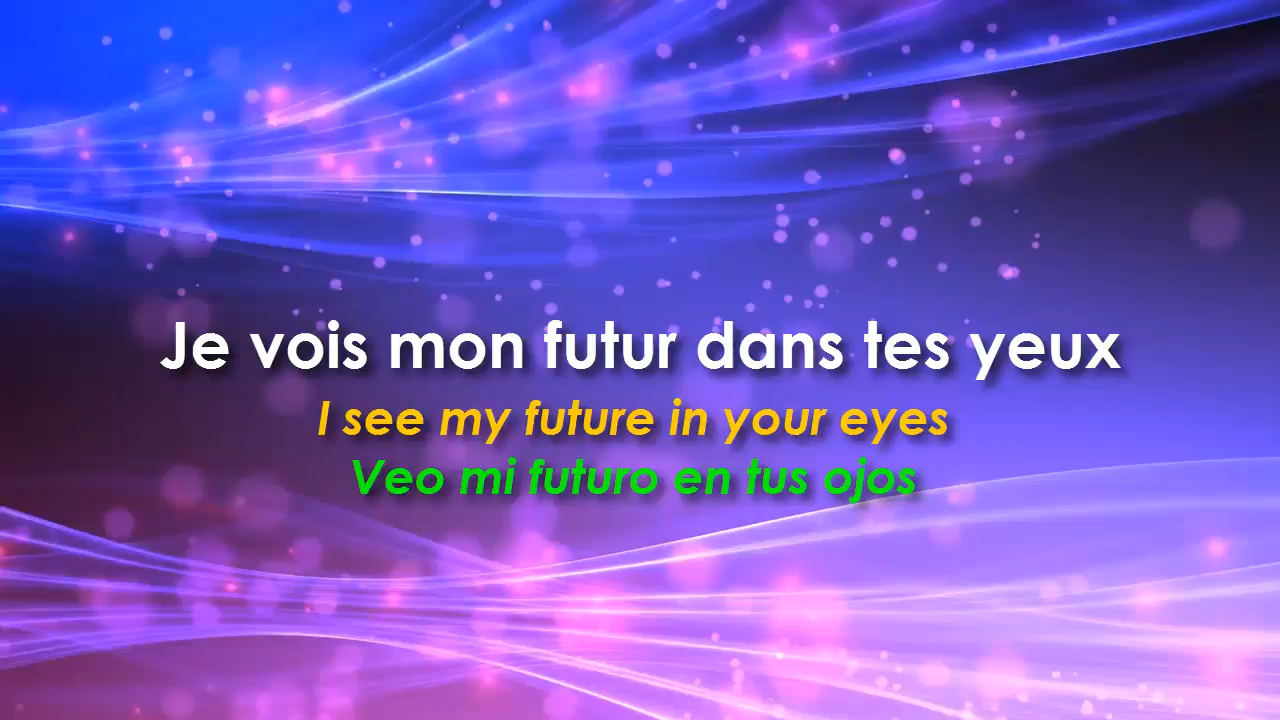 Je vois mon futur dans tes yeux
I see my future in your eyes
Veo mi futuro en tus ojos